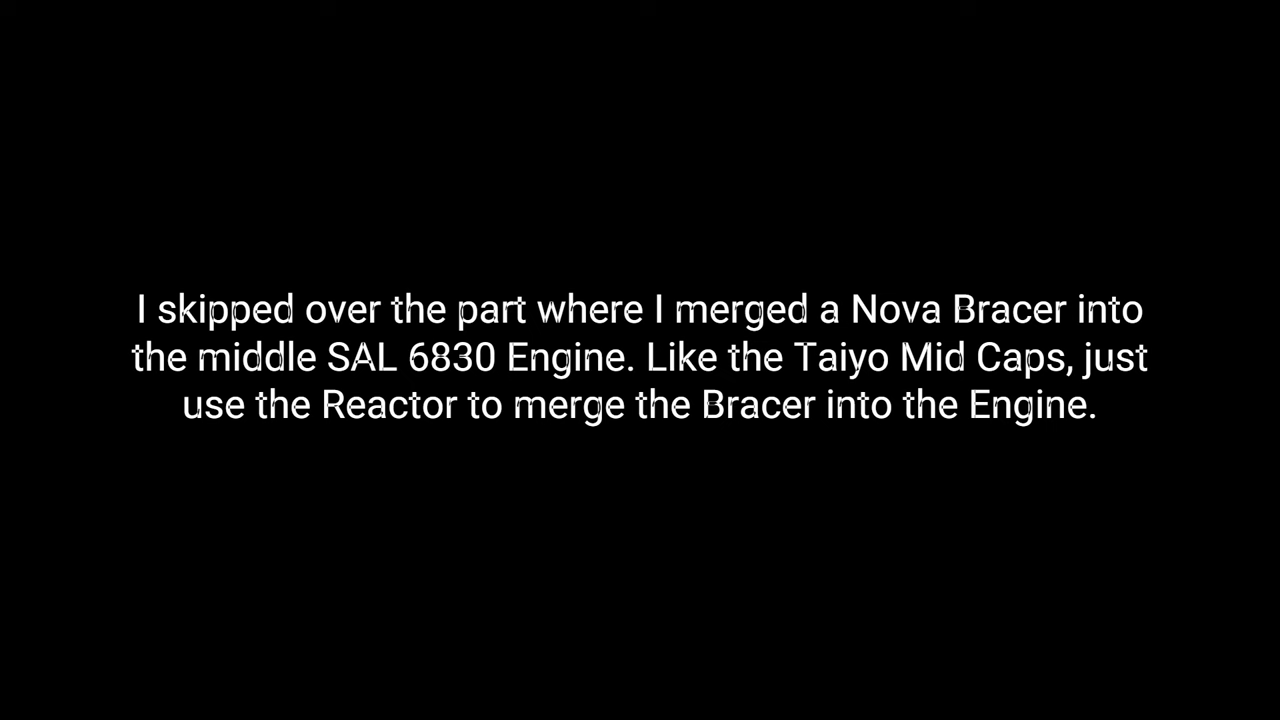 I skipped over the part where I merged a Nova Bracer into
the middle SAL 6830 Engine. Like the Taiyo Mid Caps, just
use the Reactor to merge the Bracer into the Engine.